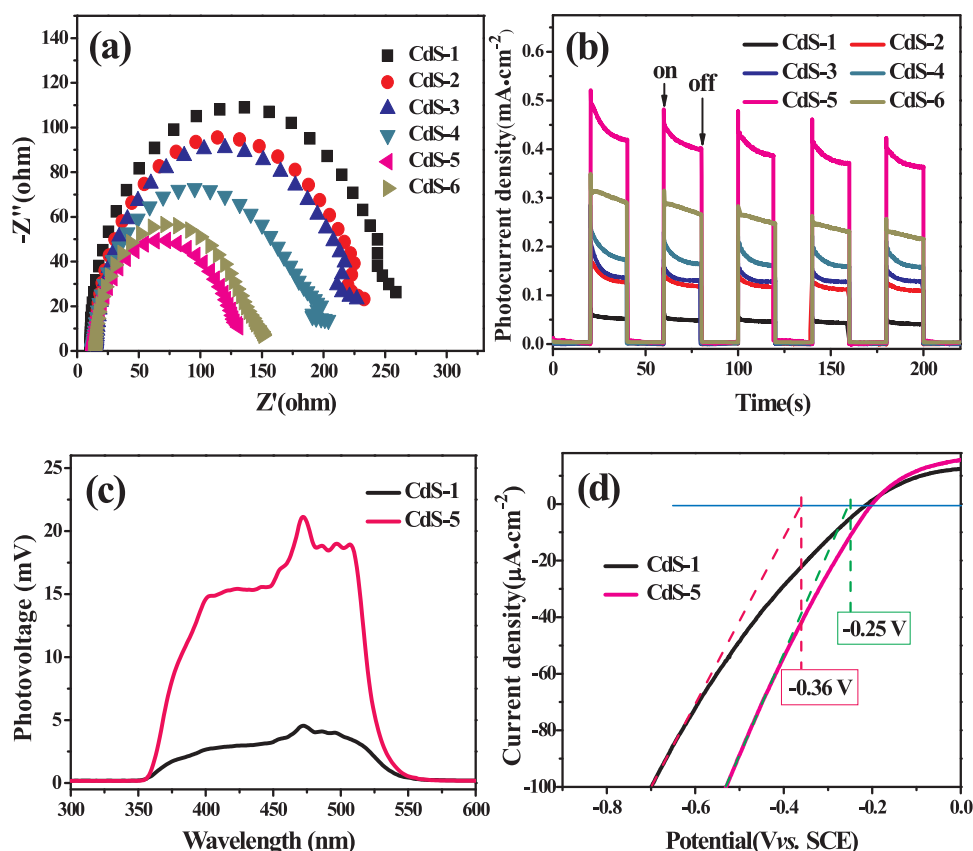 (a)
CdS-1
CdS-2
CdS-3
CdS-4
CdS-5
CdS-6
-Z''(ohm)
140
120
100
80
60
40
20
0
0 50 100 150 200 250 300
Z'(ohm)
(b)
CdS-1 CdS-2
CdS-3 CdS-4
CdS-5 CdS-6
on
off
Photocurrent density(mA.cm-2)
0.6
0.5
0.4
0.3
0.2
0.1
0.0
0 50 100 150 200
Time(s)
(c)
CdS-1
CdS-5
Photovoltage (mV)
25
20
15
10
5
0
300 350 400 450 500 550 600
Wavelength (nm)
(d)
CdS-1
CdS-5
-0.25 V
-0.36 V
Current density(μA.cm-2)
0
-20
-40
-60
-80
-100
-0.8 -0.6 -0.4 -0.2 0.0
Potential(Vvs. SCE)